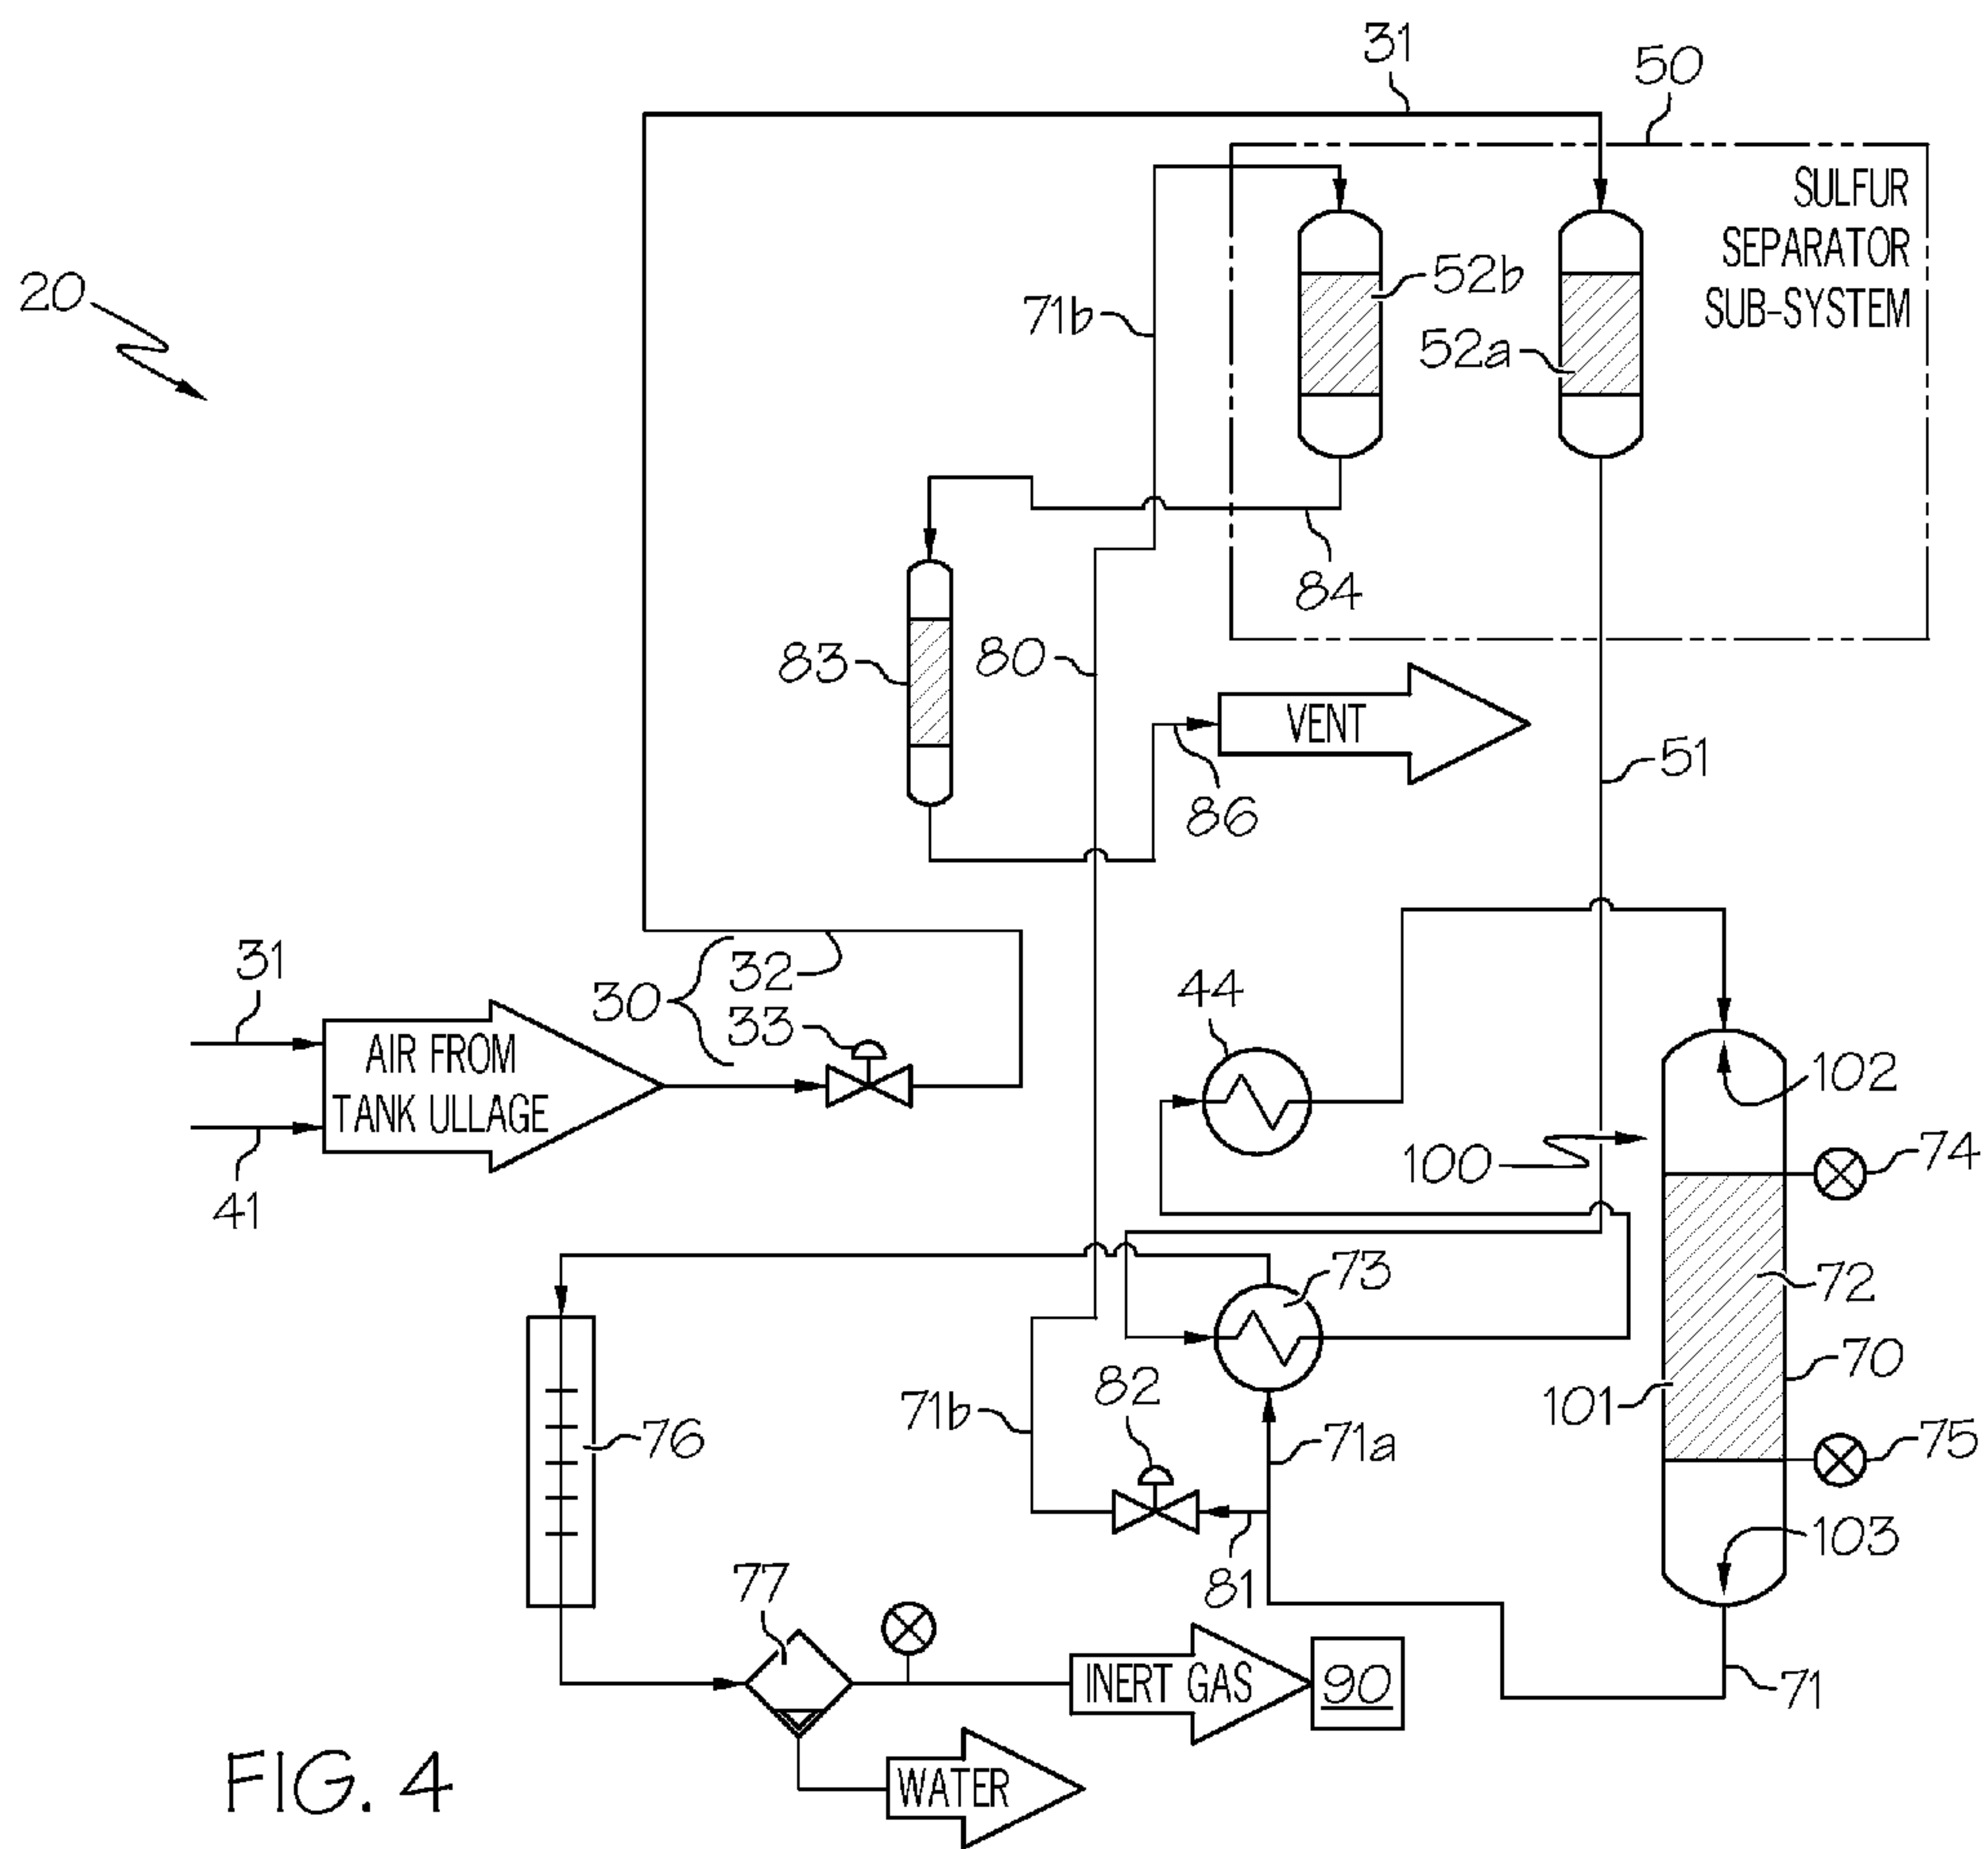 31
50
SULFUR
SEPARATOR
SUB-SYSTEM
20
71b
52b
52a
84
83
80
VENT
86
51
31
30
32
33
44
AIR FROM
TANK ULLAGE
41
100
102
74
73
72
70
101
82
71b
71a
76
75
81
103
77
INERT GAS
90
71
WATER
FIG. 4